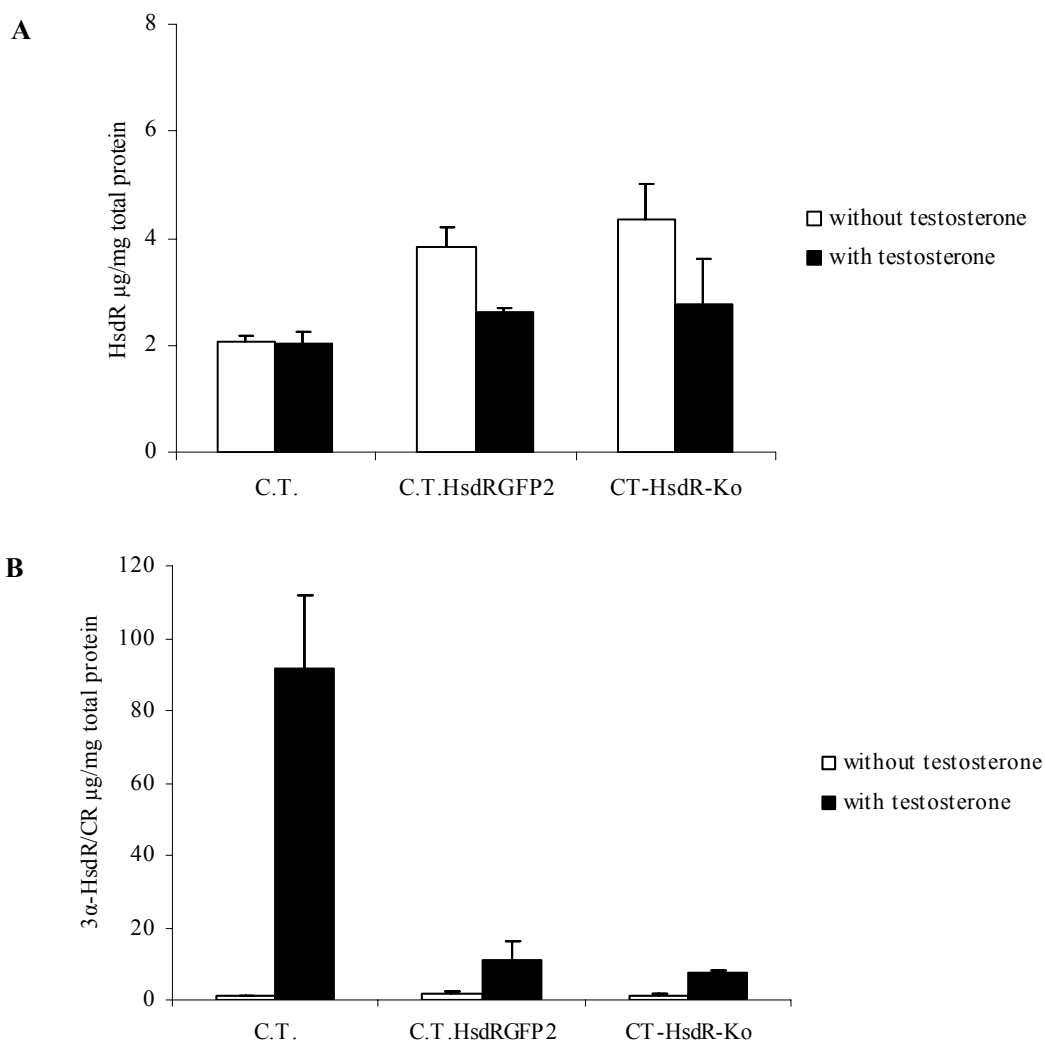 A
8
6
4
2
0
HsdR µg/mg total protein
C.T.
C.T.HsdRGFP2
CT-HsdR-Ko
without testosterone
with testosterone
B
120
100
80
60
40
20
0
3α-HsdR/CR µg/mg total protein
C.T.
C.T.HsdRGFP2
CT-HsdR-Ko
without testosterone
with testosterone